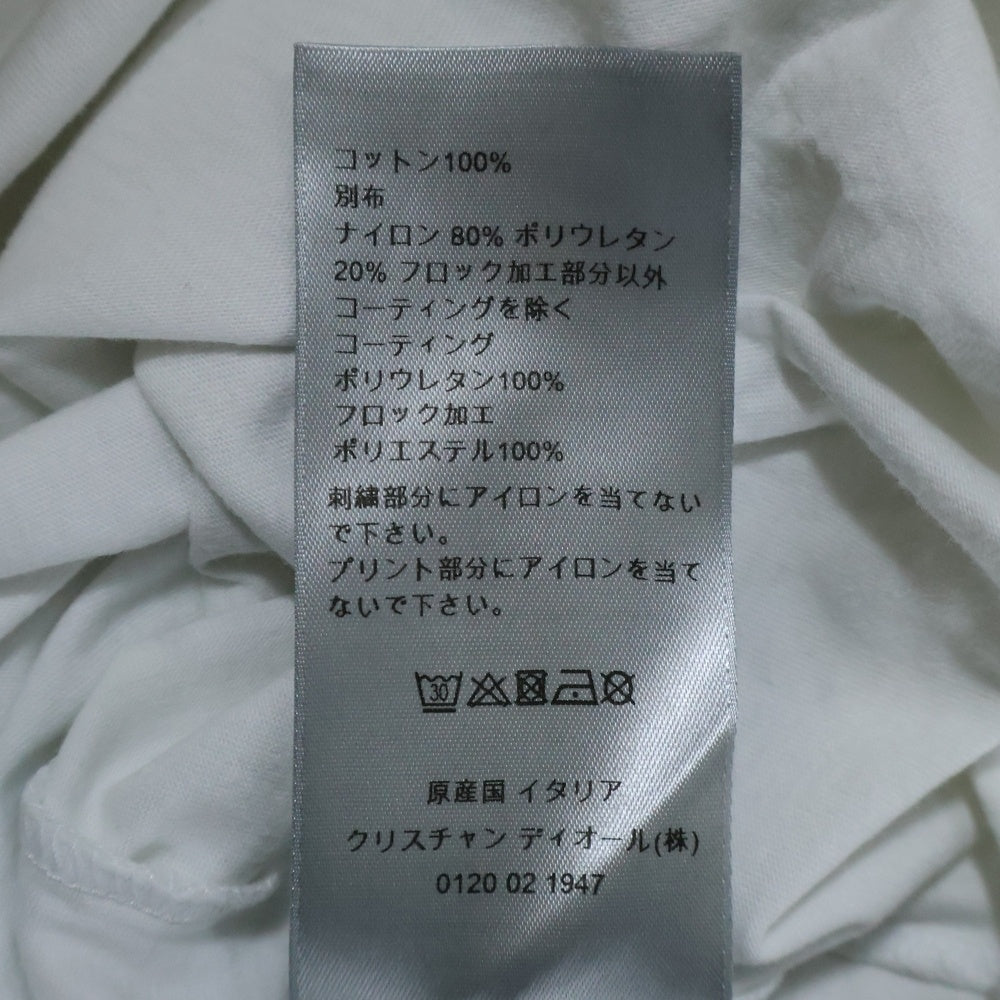 コットン100%
別布
ナイロン 80% ポリウレタン
20% フロック加工部分以外
コーティングを除く
コーティング
ポリウレタン100%
フロック加工
ポリエステル100%
刺繍部分にアイロンを当てない
で下さい。
プリント部分にアイロンを当て
ないで下さい。
30
原産国 イタリア
クリスチャン ディオール(株)
0120 02 1947